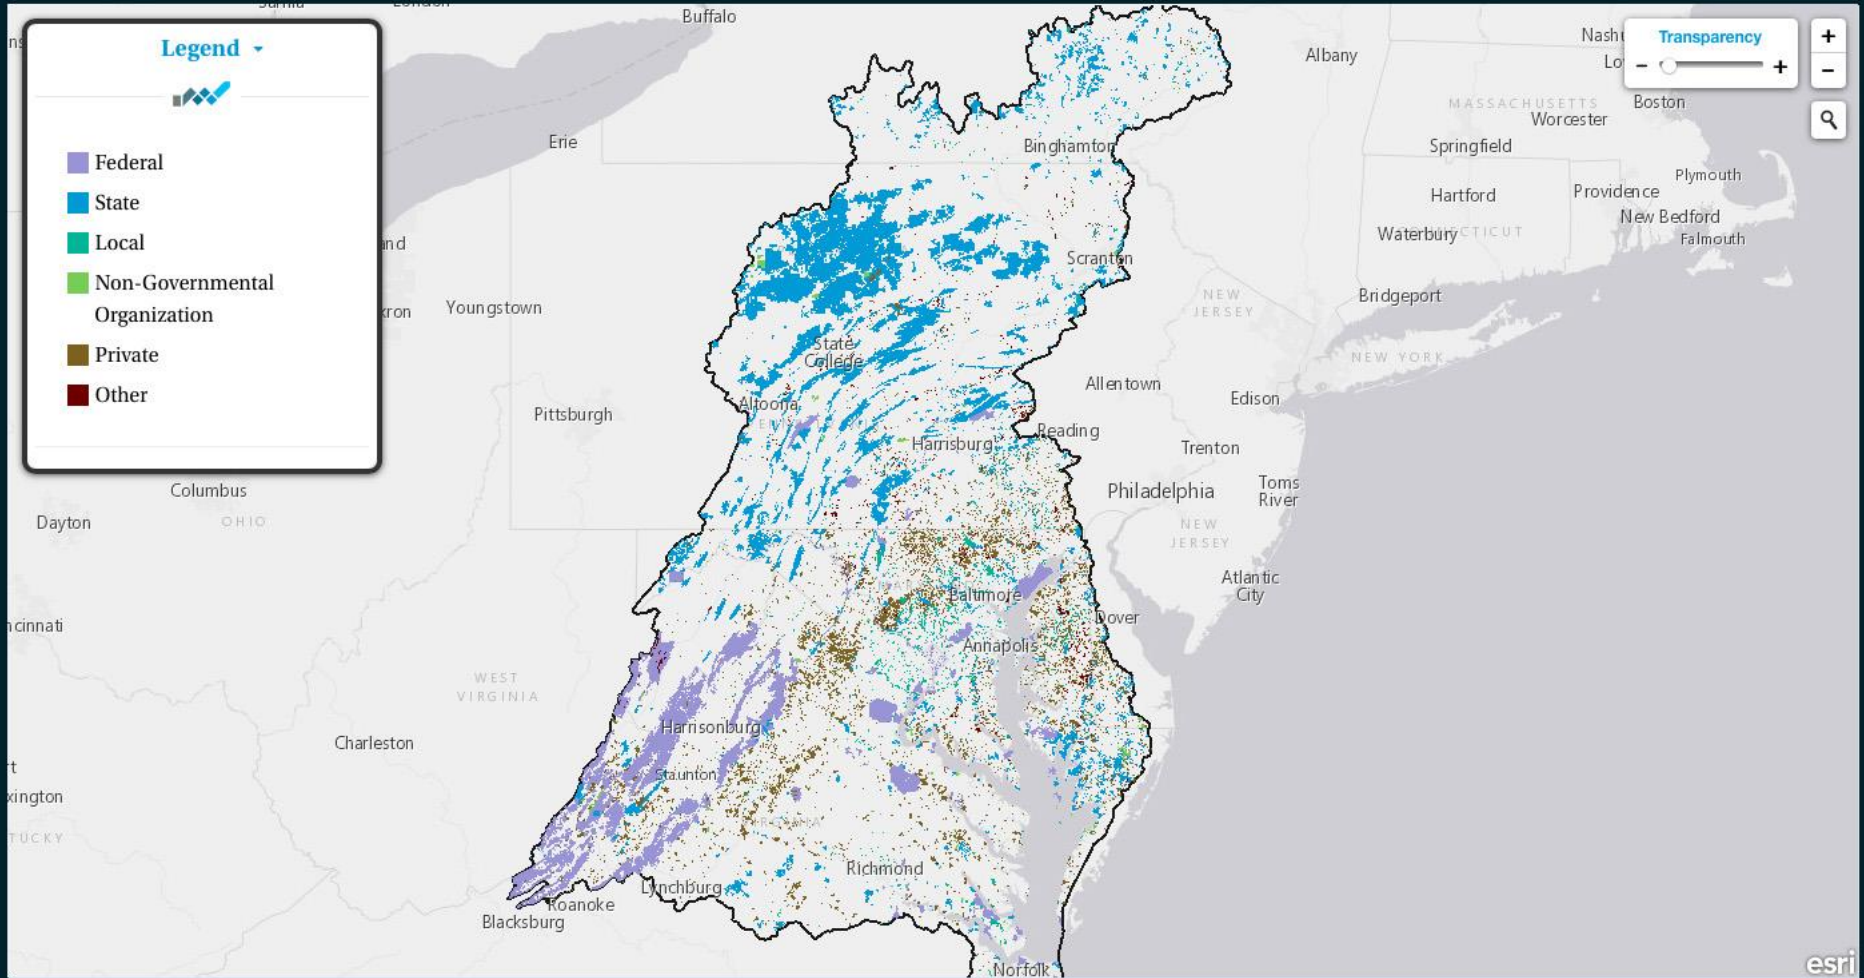 Legend
Federal
State
Local
Non-Governmental
Organization
Private
Other
Transparency
−
+
+
−
London
Buffalo
Albany
MASSACHUSETTS
Boston
Worcester
Erie
Binghamton
Springfield
Plymouth
Hartford
Providence
New Bedford
Waterbury
Falmouth
Scranton
Youngstown
NEW
JERSEY
Bridgeport
State
College
NEW YORK
Allentown
Altoona
Edison
Pittsburgh
Harrisburg
Reading
Trenton
Columbus
Philadelphia
Toms
River
Dayton
OHIO
NEW
JERSEY
Atlantic
City
Baltimore
Dover
Annapolis
WEST
VIRGINIA
Harrisonburg
Charleston
Staunton
VIRGINIA
Richmond
Lynchburg
Roanoke
Blacksburg
Norfolk
esri